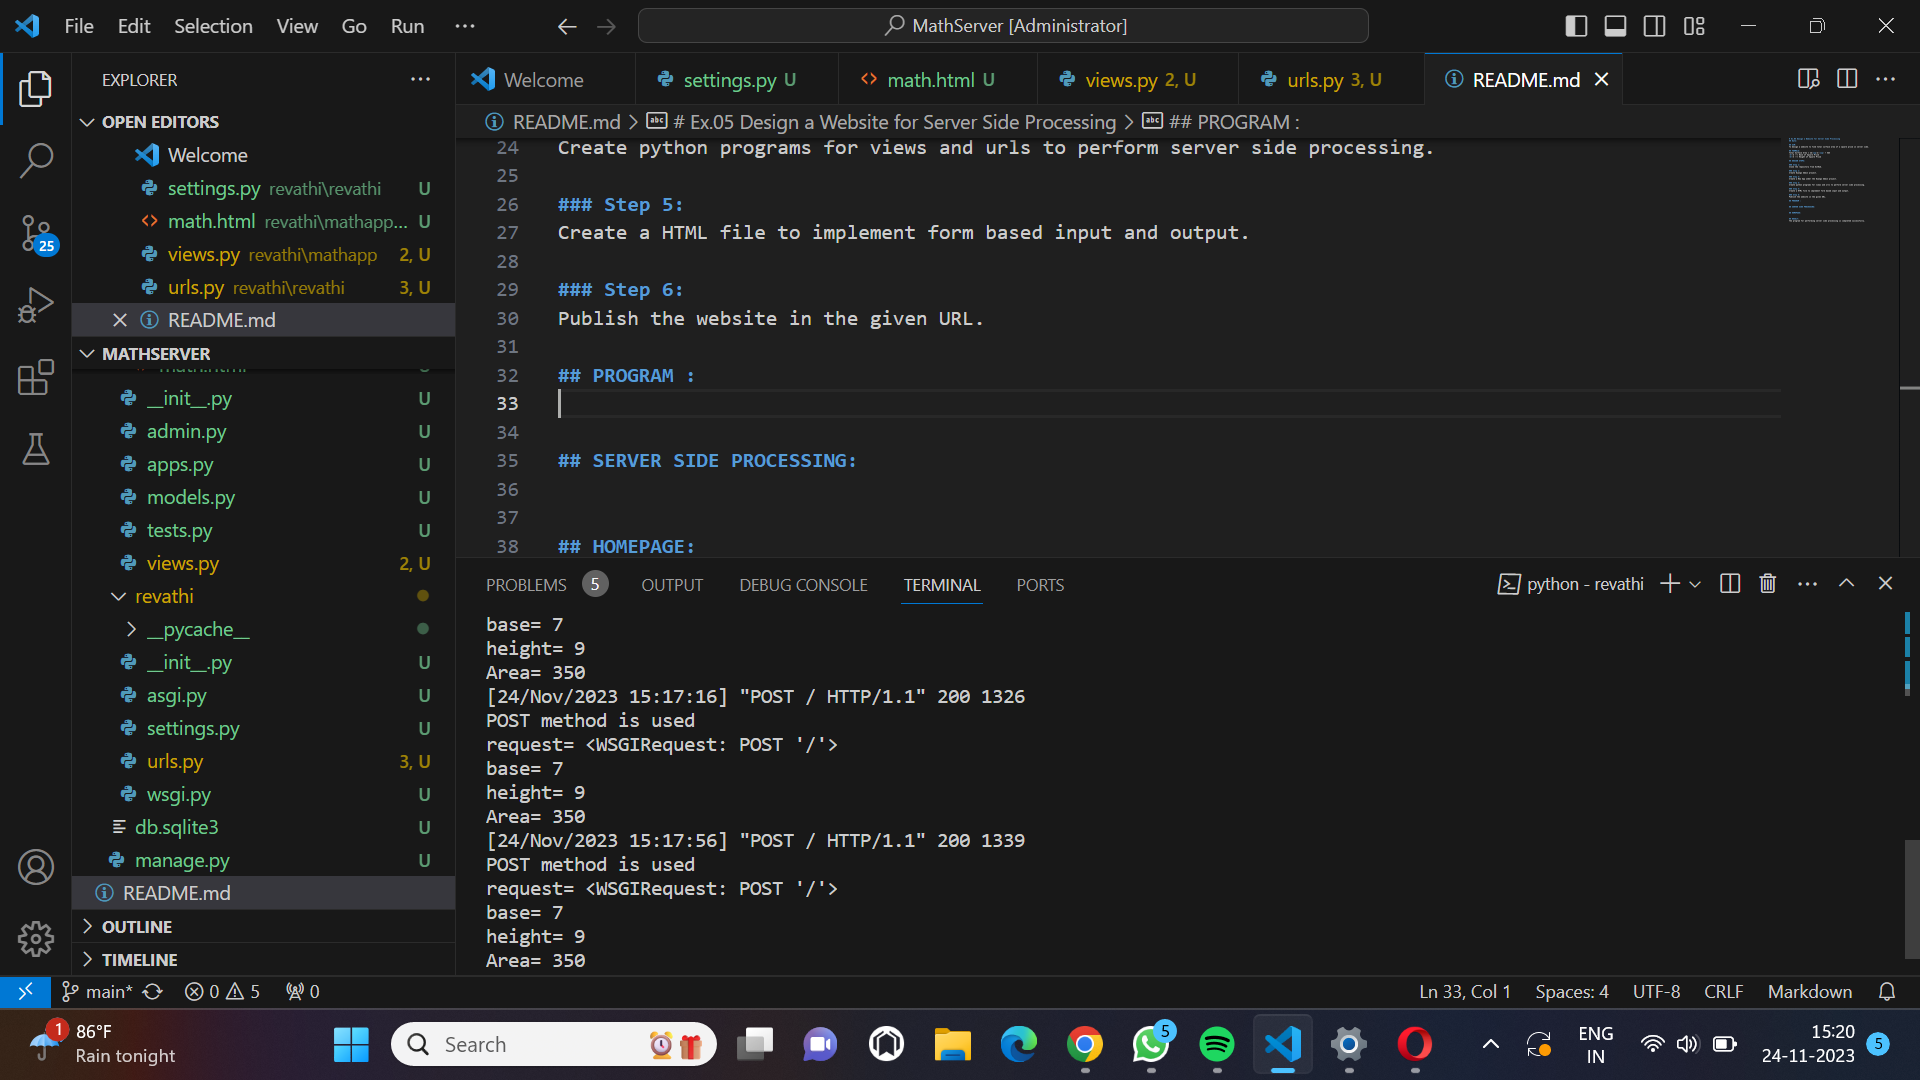 File Edit Selection View Go Run ···
MathServer [Administrator]
EXPLORER ···
OPEN EDITORS
Welcome
settings.py revathi\revathi U
math.html revathi\mathapp... U
views.py revathi\mathapp 2, U
urls.py revathi\revathi 3, U
README.md
MATHSERVER
math.html U
__init__.py U
admin.py U
apps.py U
models.py U
tests.py U
views.py 2, U
revathi
__pycache__
__init__.py U
asgi.py U
settings.py U
urls.py 3, U
wsgi.py U
db.sqlite3 U
manage.py U
README.md
OUTLINE
TIMELINE
25
Welcome settings.py U math.html U views.py 2, U urls.py 3, U README.md
README.md > # Ex.05 Design a Website for Server Side Processing > ## PROGRAM :
24 Create python programs for views and urls to perform server side processing.
25
26 ### Step 5:
27 Create a HTML file to implement form based input and output.
28
29 ### Step 6:
30 Publish the website in the given URL.
31
32 ## PROGRAM :
33
34
35 ## SERVER SIDE PROCESSING:
36
37
38 ## HOMEPAGE:
PROBLEMS 5 OUTPUT DEBUG CONSOLE TERMINAL PORTS python - revathi
base= 7
height= 9
Area= 350
[24/Nov/2023 15:17:16] "POST / HTTP/1.1" 200 1326
POST method is used
request= <WSGIRequest: POST '/'>
base= 7
height= 9
Area= 350
[24/Nov/2023 15:17:56] "POST / HTTP/1.1" 200 1339
POST method is used
request= <WSGIRequest: POST '/'>
base= 7
height= 9
Area= 350
main* 0 5 0 Ln 33, Col 1 Spaces: 4 UTF-8 CRLF Markdown
1 86°F
Rain tonight
Search
5
ENG
IN
15:20
24-11-2023
5